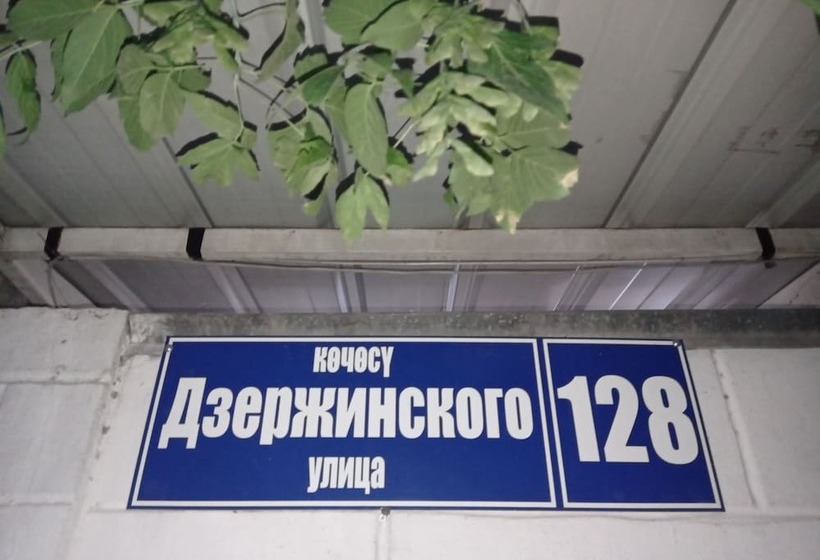 көчөсү
Дзержинского
улица
128